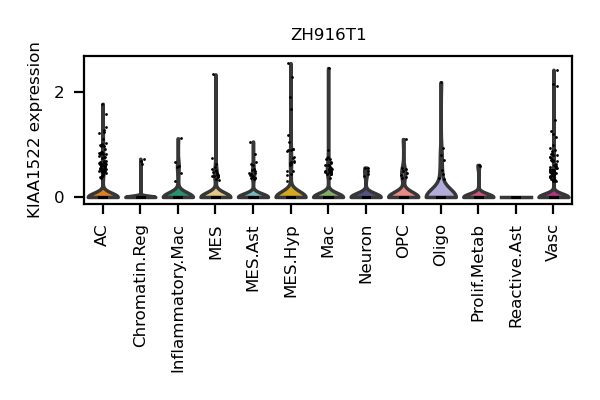 ZH916T1
KIAA1522 expression
2
0
AC
Chromatin.Reg
Inflammatory.Mac
MES
MES.Ast
MES.Hyp
Mac
Neuron
OPC
Oligo
Prolif.Metab
Reactive.Ast
Vasc